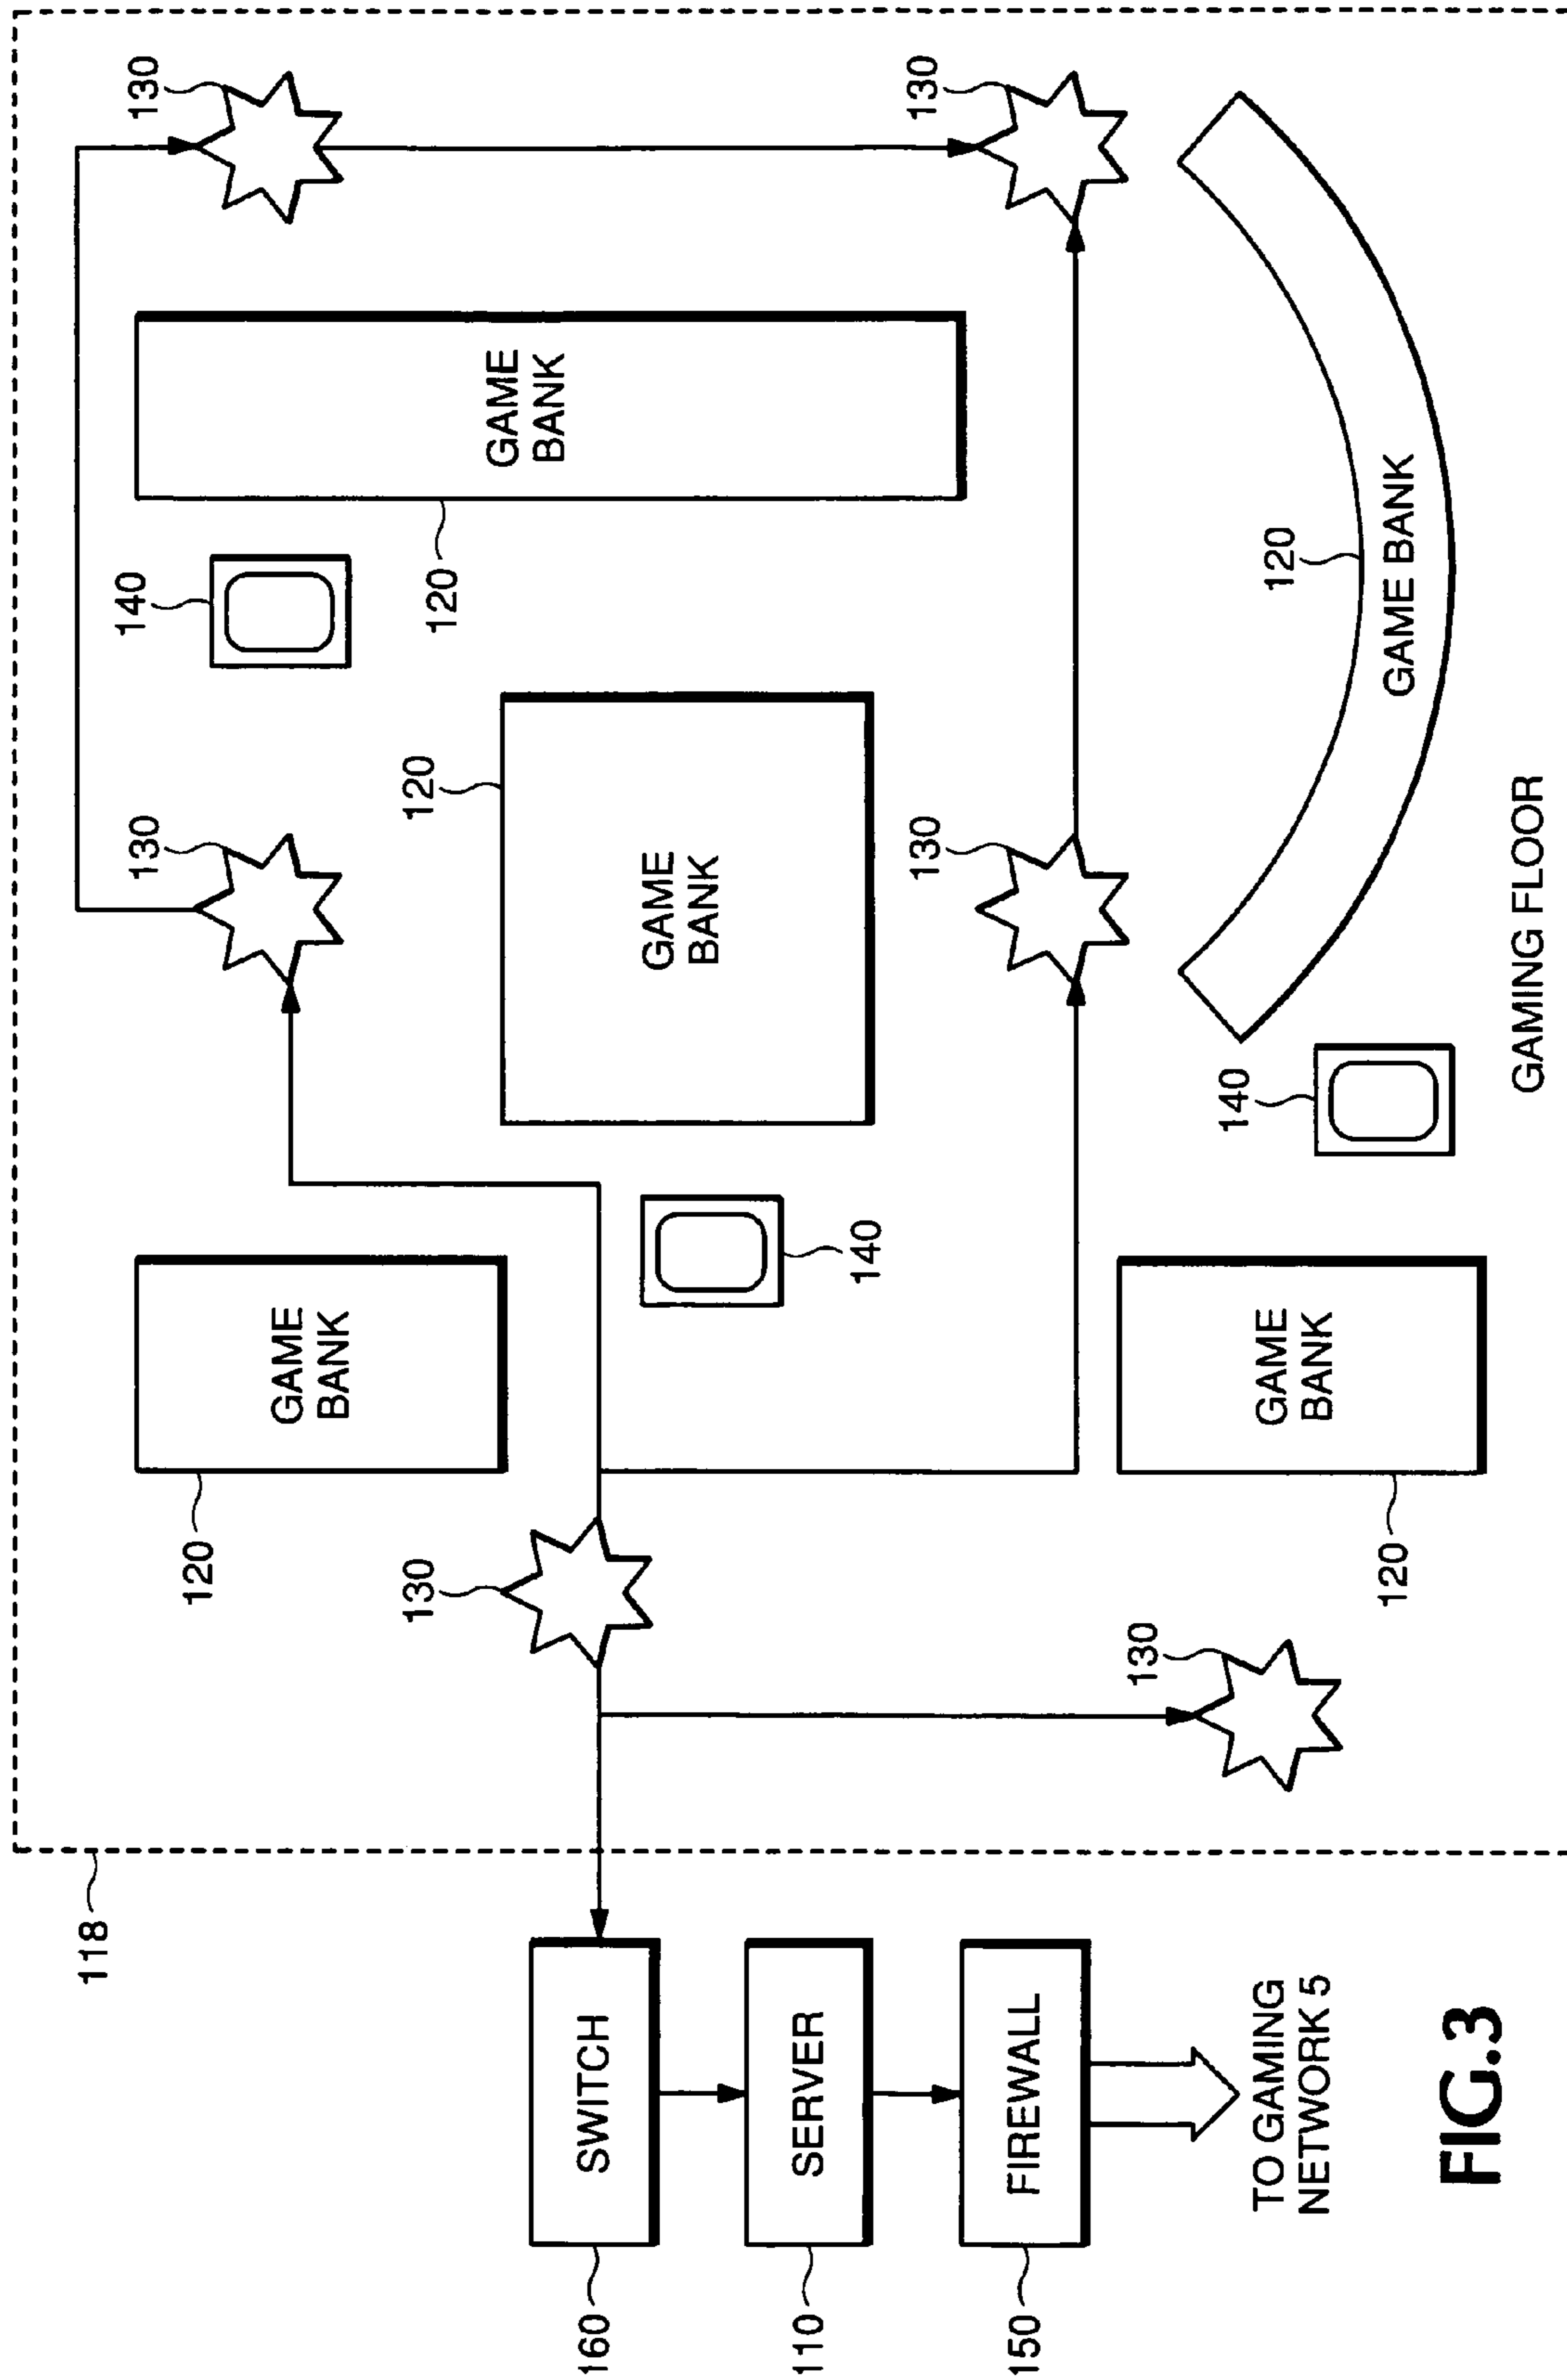 118
160
SWITCH
110
SERVER
150
FIREWALL
TO GAMING
NETWORK 5
130
130
120
GAME
BANK
120
GAME
BANK
140
130
120
GAME
BANK
130
140
120
GAME
BANK
140
120
GAME BANK
130
130
GAMING FLOOR
FIG.3